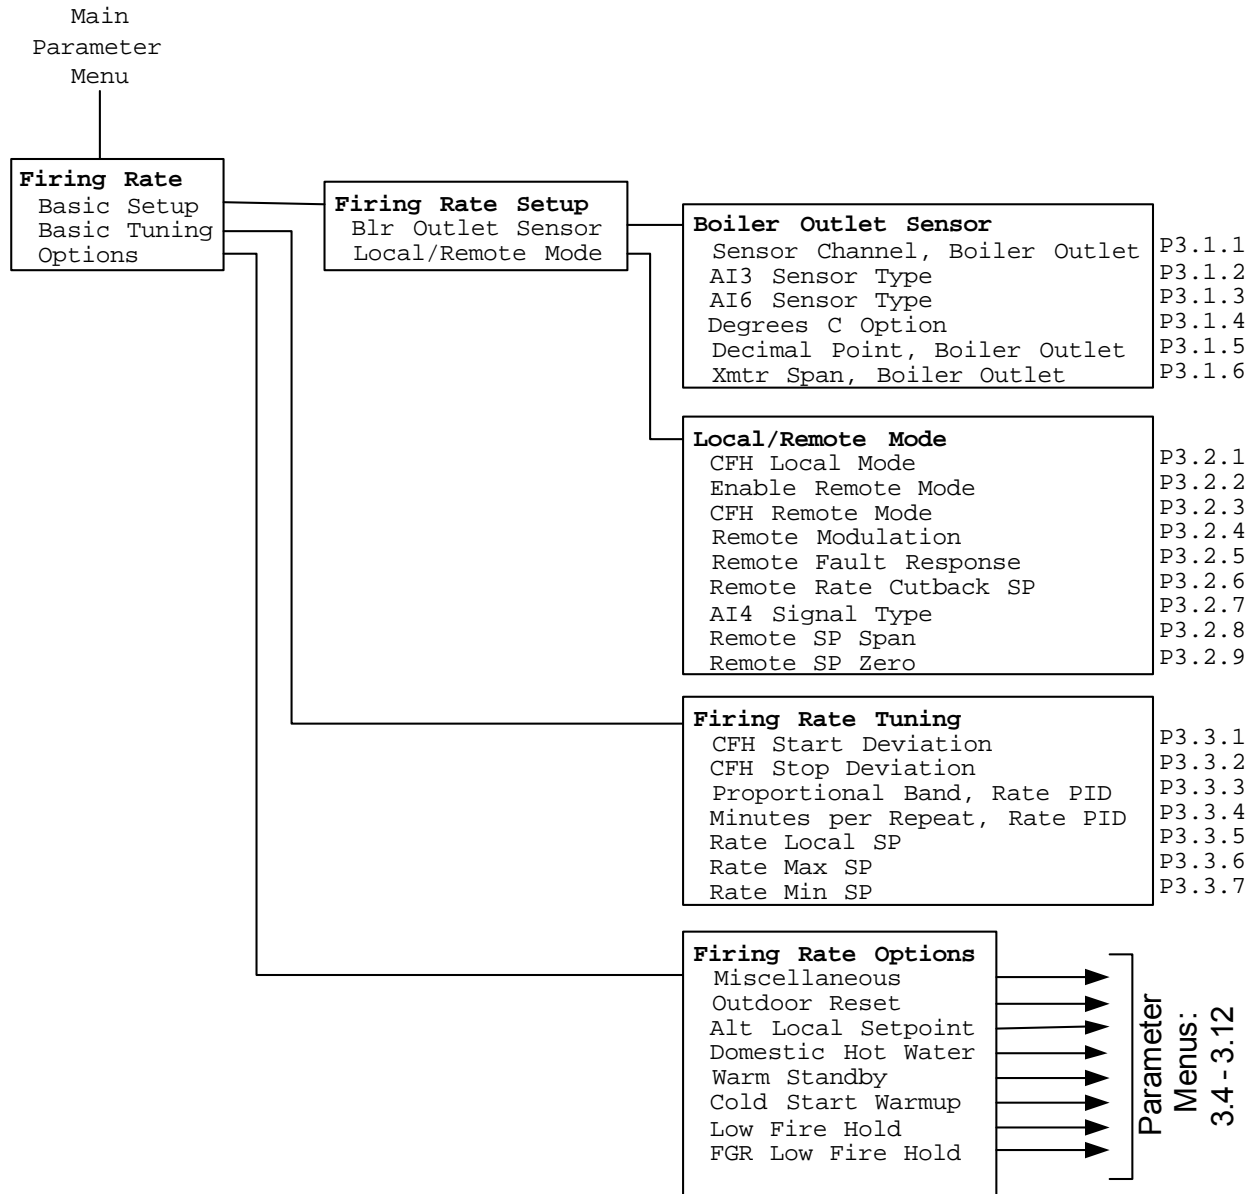 Main
Parameter
Menu
Firing Rate
Basic Setup
Basic Tuning
Options
Firing Rate Setup
Blr Outlet Sensor
Local/Remote Mode
Boiler Outlet Sensor
Sensor Channel, Boiler Outlet P3.1.1
AI3 Sensor Type P3.1.2
AI6 Sensor Type P3.1.3
Degrees C Option P3.1.4
Decimal Point, Boiler Outlet P3.1.5
Xmtr Span, Boiler Outlet P3.1.6
Local/Remote Mode
CFH Local Mode P3.2.1
Enable Remote Mode P3.2.2
CFH Remote Mode P3.2.3
Remote Modulation P3.2.4
Remote Fault Response P3.2.5
Remote Rate Cutback SP P3.2.6
AI4 Signal Type P3.2.7
Remote SP Span P3.2.8
Remote SP Zero P3.2.9
Firing Rate Tuning
CFH Start Deviation P3.3.1
CFH Stop Deviation P3.3.2
Proportional Band, Rate PID P3.3.3
Minutes per Repeat, Rate PID P3.3.4
Rate Local SP P3.3.5
Rate Max SP P3.3.6
Rate Min SP P3.3.7
Firing Rate Options
Miscellaneous
Outdoor Reset
Alt Local Setpoint
Domestic Hot Water
Warm Standby
Cold Start Warmup
Low Fire Hold
FGR Low Fire Hold
Parameter
Menus:
3.4 - 3.12